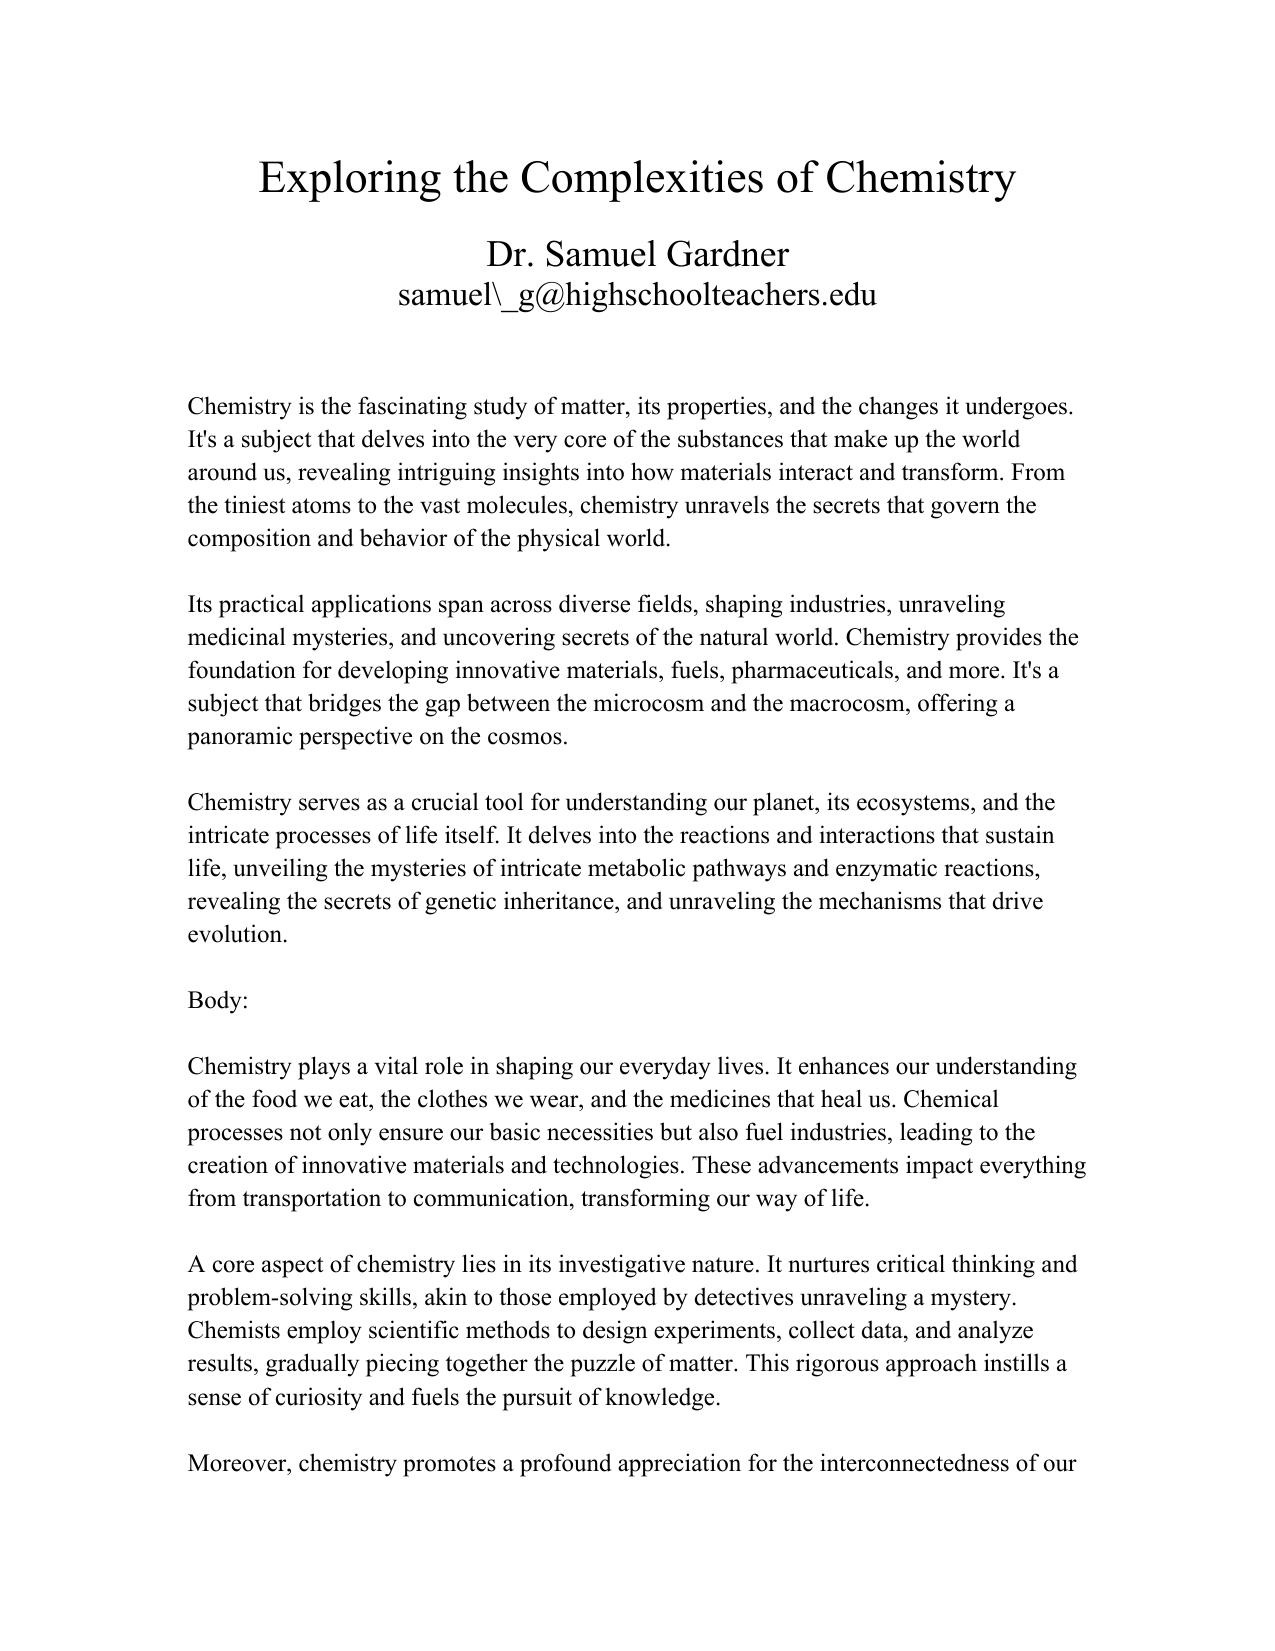 Exploring the Complexities of Chemistry
Dr. Samuel Gardner
samuel\_g@highschoolteachers.edu
Chemistry is the fascinating study of matter, its properties, and the changes it undergoes.
It's a subject that delves into the very core of the substances that make up the world
around us, revealing intriguing insights into how materials interact and transform. From
the tiniest atoms to the vast molecules, chemistry unravels the secrets that govern the
composition and behavior of the physical world.
Its practical applications span across diverse fields, shaping industries, unraveling
medicinal mysteries, and uncovering secrets of the natural world. Chemistry provides the
foundation for developing innovative materials, fuels, pharmaceuticals, and more. It's a
subject that bridges the gap between the microcosm and the macrocosm, offering a
panoramic perspective on the cosmos.
Chemistry serves as a crucial tool for understanding our planet, its ecosystems, and the
intricate processes of life itself. It delves into the reactions and interactions that sustain
life, unveiling the mysteries of intricate metabolic pathways and enzymatic reactions,
revealing the secrets of genetic inheritance, and unraveling the mechanisms that drive
evolution.
Body:
Chemistry plays a vital role in shaping our everyday lives. It enhances our understanding
of the food we eat, the clothes we wear, and the medicines that heal us. Chemical
processes not only ensure our basic necessities but also fuel industries, leading to the
creation of innovative materials and technologies. These advancements impact everything
from transportation to communication, transforming our way of life.
A core aspect of chemistry lies in its investigative nature. It nurtures critical thinking and
problem-solving skills, akin to those employed by detectives unraveling a mystery.
Chemists employ scientific methods to design experiments, collect data, and analyze
results, gradually piecing together the puzzle of matter. This rigorous approach instills a
sense of curiosity and fuels the pursuit of knowledge.
Moreover, chemistry promotes a profound appreciation for the interconnectedness of our